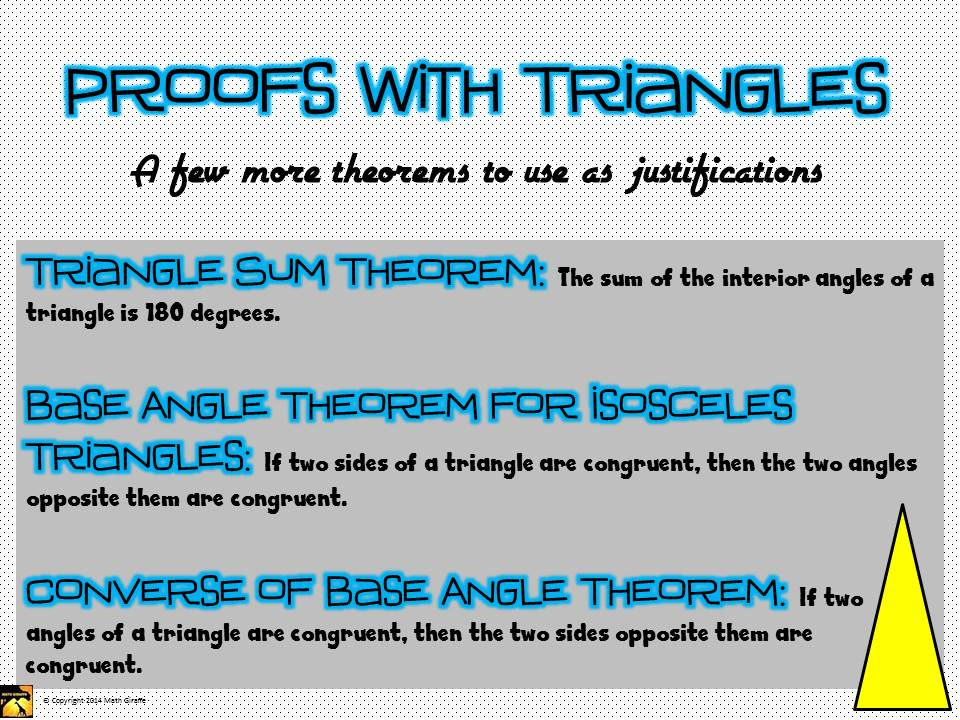 PROOFS WITH TRIANGLES
A few more theorems to use as justifications
TRIANGLE SUM THEOREM: The sum of the interior angles of a
triangle is 180 degrees.
BASE ANGLE THEOREM FOR ISOSCELES
TRIANGLES: If two sides of a triangle are congruent, then the two angles
opposite them are congruent.
CONVERSE OF BASE ANGLE THEOREM: If two
angles of a triangle are congruent, then the two sides opposite them are
congruent.
MATH GIRAFFE
© Copyright 2014 Math Giraffe